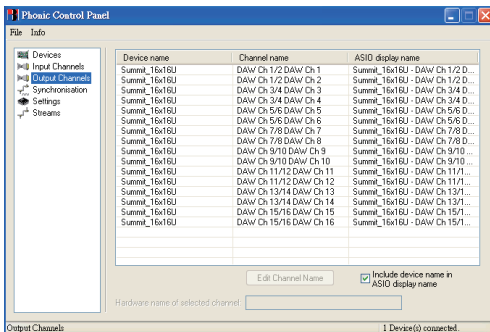 Phonic Control Panel
File Info
Devices
Input Channels
Output Channels
Synchronisation
Settings
Streams
Device name Channel name ASIO display name
Summit_16x16U DAW Ch 1/2 DAW Ch 1 Summit_16x16U - DAW Ch 1/2 D...
Summit_16x16U DAW Ch 1/2 DAW Ch 2 Summit_16x16U - DAW Ch 1/2 D...
Summit_16x16U DAW Ch 3/4 DAW Ch 3 Summit_16x16U - DAW Ch 3/4 D...
Summit_16x16U DAW Ch 3/4 DAW Ch 4 Summit_16x16U - DAW Ch 3/4 D...
Summit_16x16U DAW Ch 5/6 DAW Ch 5 Summit_16x16U - DAW Ch 5/6 D...
Summit_16x16U DAW Ch 5/6 DAW Ch 6 Summit_16x16U - DAW Ch 5/6 D...
Summit_16x16U DAW Ch 7/8 DAW Ch 7 Summit_16x16U - DAW Ch 7/8 D...
Summit_16x16U DAW Ch 7/8 DAW Ch 8 Summit_16x16U - DAW Ch 7/8 D...
Summit_16x16U DAW Ch 9/10 DAW Ch 9 Summit_16x16U - DAW Ch 9/10 ...
Summit_16x16U DAW Ch 9/10 DAW Ch 10 Summit_16x16U - DAW Ch 9/10 ...
Summit_16x16U DAW Ch 11/12 DAW Ch 11 Summit_16x16U - DAW Ch 11/1...
Summit_16x16U DAW Ch 11/12 DAW Ch 12 Summit_16x16U - DAW Ch 11/1...
Summit_16x16U DAW Ch 13/14 DAW Ch 13 Summit_16x16U - DAW Ch 13/1...
Summit_16x16U DAW Ch 13/14 DAW Ch 14 Summit_16x16U - DAW Ch 13/1...
Summit_16x16U DAW Ch 15/16 DAW Ch 15 Summit_16x16U - DAW Ch 15/1...
Summit_16x16U DAW Ch 15/16 DAW Ch 16 Summit_16x16U - DAW Ch 15/1...
Edit Channel Name
Include device name in
ASIO display name
Hardware name of selected channel:
Output Channels 1 Device(s) connected.